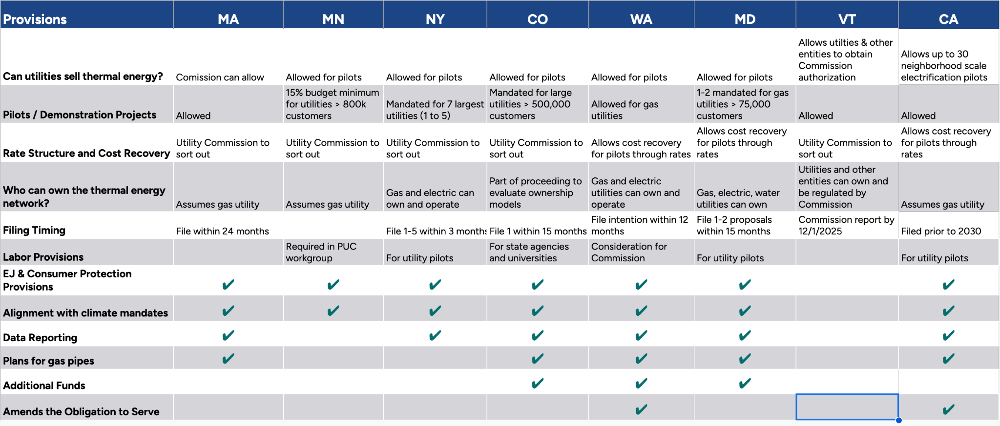 Provisions MA MN NY CO WA MD VT CA
Can utilities sell thermal energy?
Comission can allow
Allowed for pilots
Allowed for pilots
Allowed for pilots
Allowed for pilots
Allowed for pilots
Allows utilties & other
entities to obtain
Commission
authorization
Allows up to 30
neighborhood scale
electrification pilots
Pilots / Demonstration Projects
Allowed
15% budget minimum
for utilities > 800k
customers
Mandated for 7 largest
utilities (1 to 5)
Mandated for large
utilities > 500,000
customers
Allowed for gas
utilities
1-2 mandated for gas
utilities > 75,000
customers
Allowed
Allowed
Rate Structure and Cost Recovery
Utility Commission to
sort out
Utility Commission to
sort out
Utility Commission to
sort out
Utility Commission to
sort out
Allows cost recovery
for pilots through rates
Allows cost recovery
for pilots through
rates
Utility Commission to
sort out
Allows cost recovery
for pilots through
rates
Who can own the thermal energy
network?
Assumes gas utility
Assumes gas utility
Gas and electric can
own and operate
Part of proceeding to
evaluate ownership
models
Gas and electric
utilities can own and
operate
Gas, electric, water
utilities can own
Utilities and other
entities can own and
be regulated by
Commission
Assumes gas utility
Filing Timing
File within 24 months
File 1-5 within 3 months
File 1 within 15 months
File intention within 12
months
File 1-2 proposals
within 15 months
Commission report by
12/1/2025
Filed prior to 2030
Labor Provisions
Required in PUC
workgroup
For utility pilots
For state agencies
and universities
Consideration for
Commission
For utility pilots
For utility pilots
EJ & Consumer Protection
Provisions
✔ ✔ ✔ ✔ ✔ ✔ ✔
Alignment with climate mandates ✔ ✔ ✔ ✔ ✔ ✔ ✔
Data Reporting ✔ ✔ ✔ ✔ ✔ ✔
Plans for gas pipes ✔ ✔ ✔ ✔ ✔
Additional Funds ✔ ✔ ✔
Amends the Obligation to Serve ✔ ✔